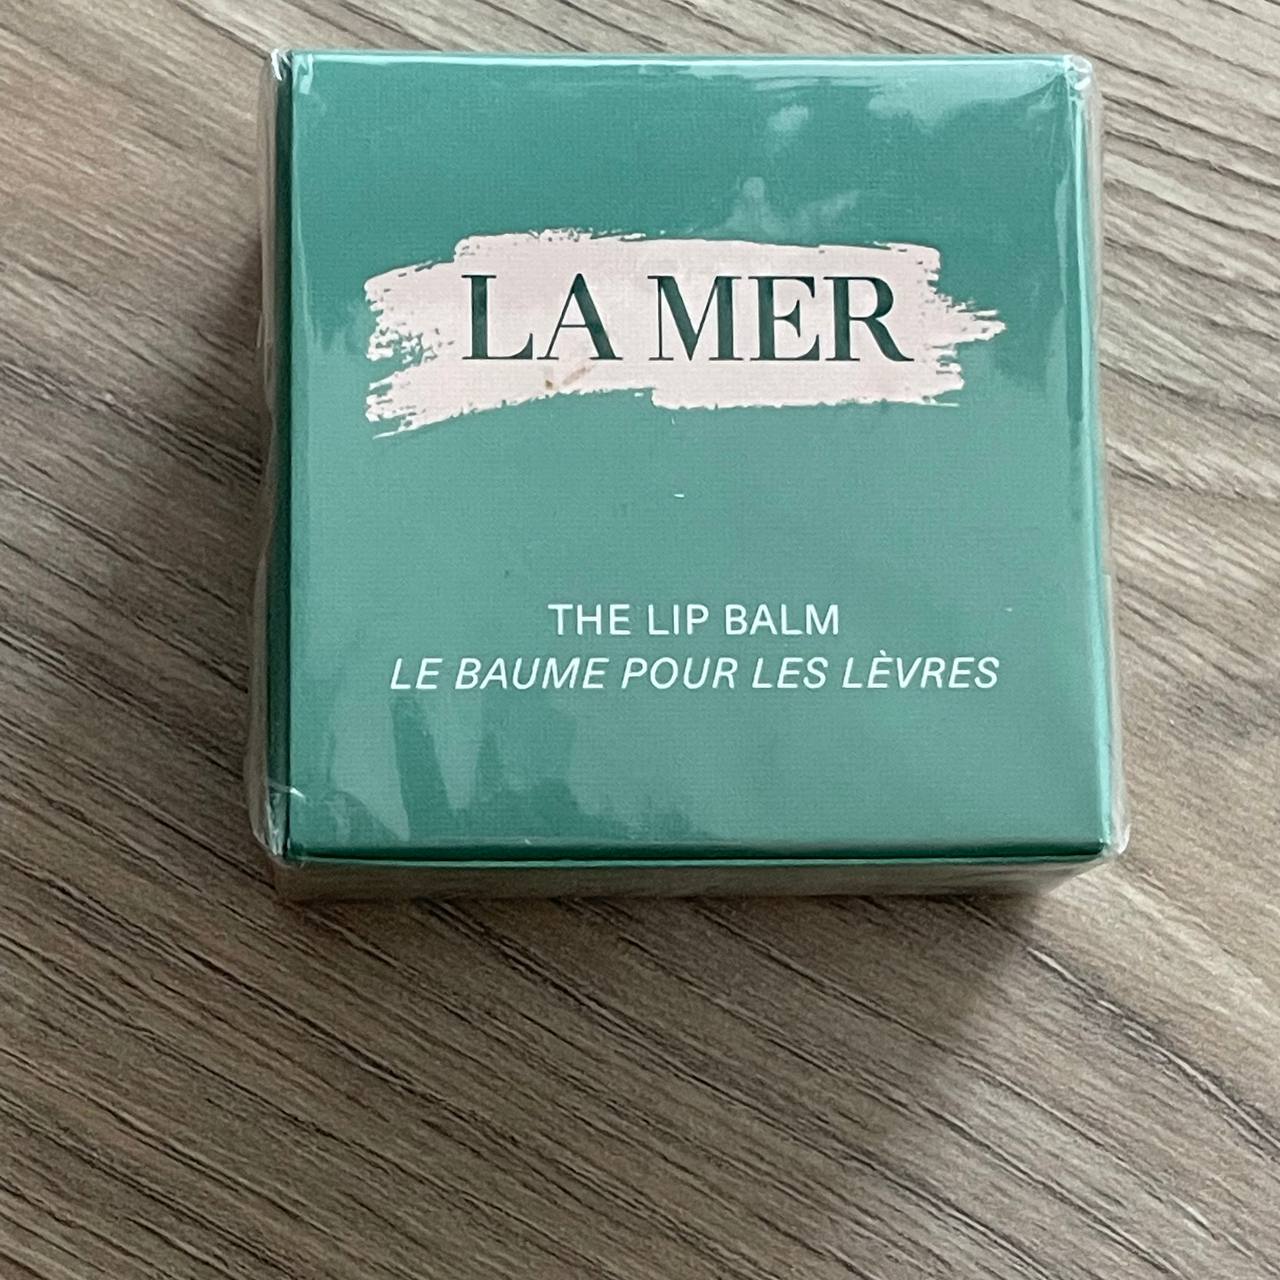 LA MER
THE LIP BALM
LE BAUME POUR LES LÈVRES